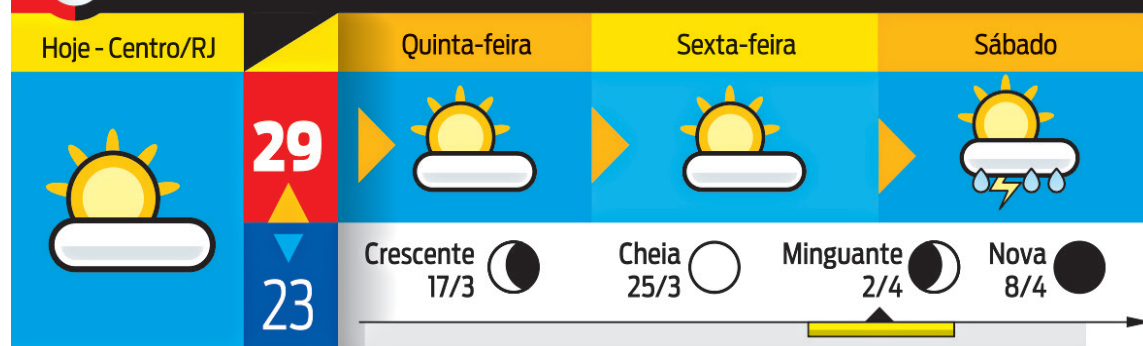 Hoje - Centro/RJ
29
23
Quinta-feira
Sexta-feira
Sábado
Crescente
17/3
Cheia
25/3
Minguante
2/4
Nova
8/4